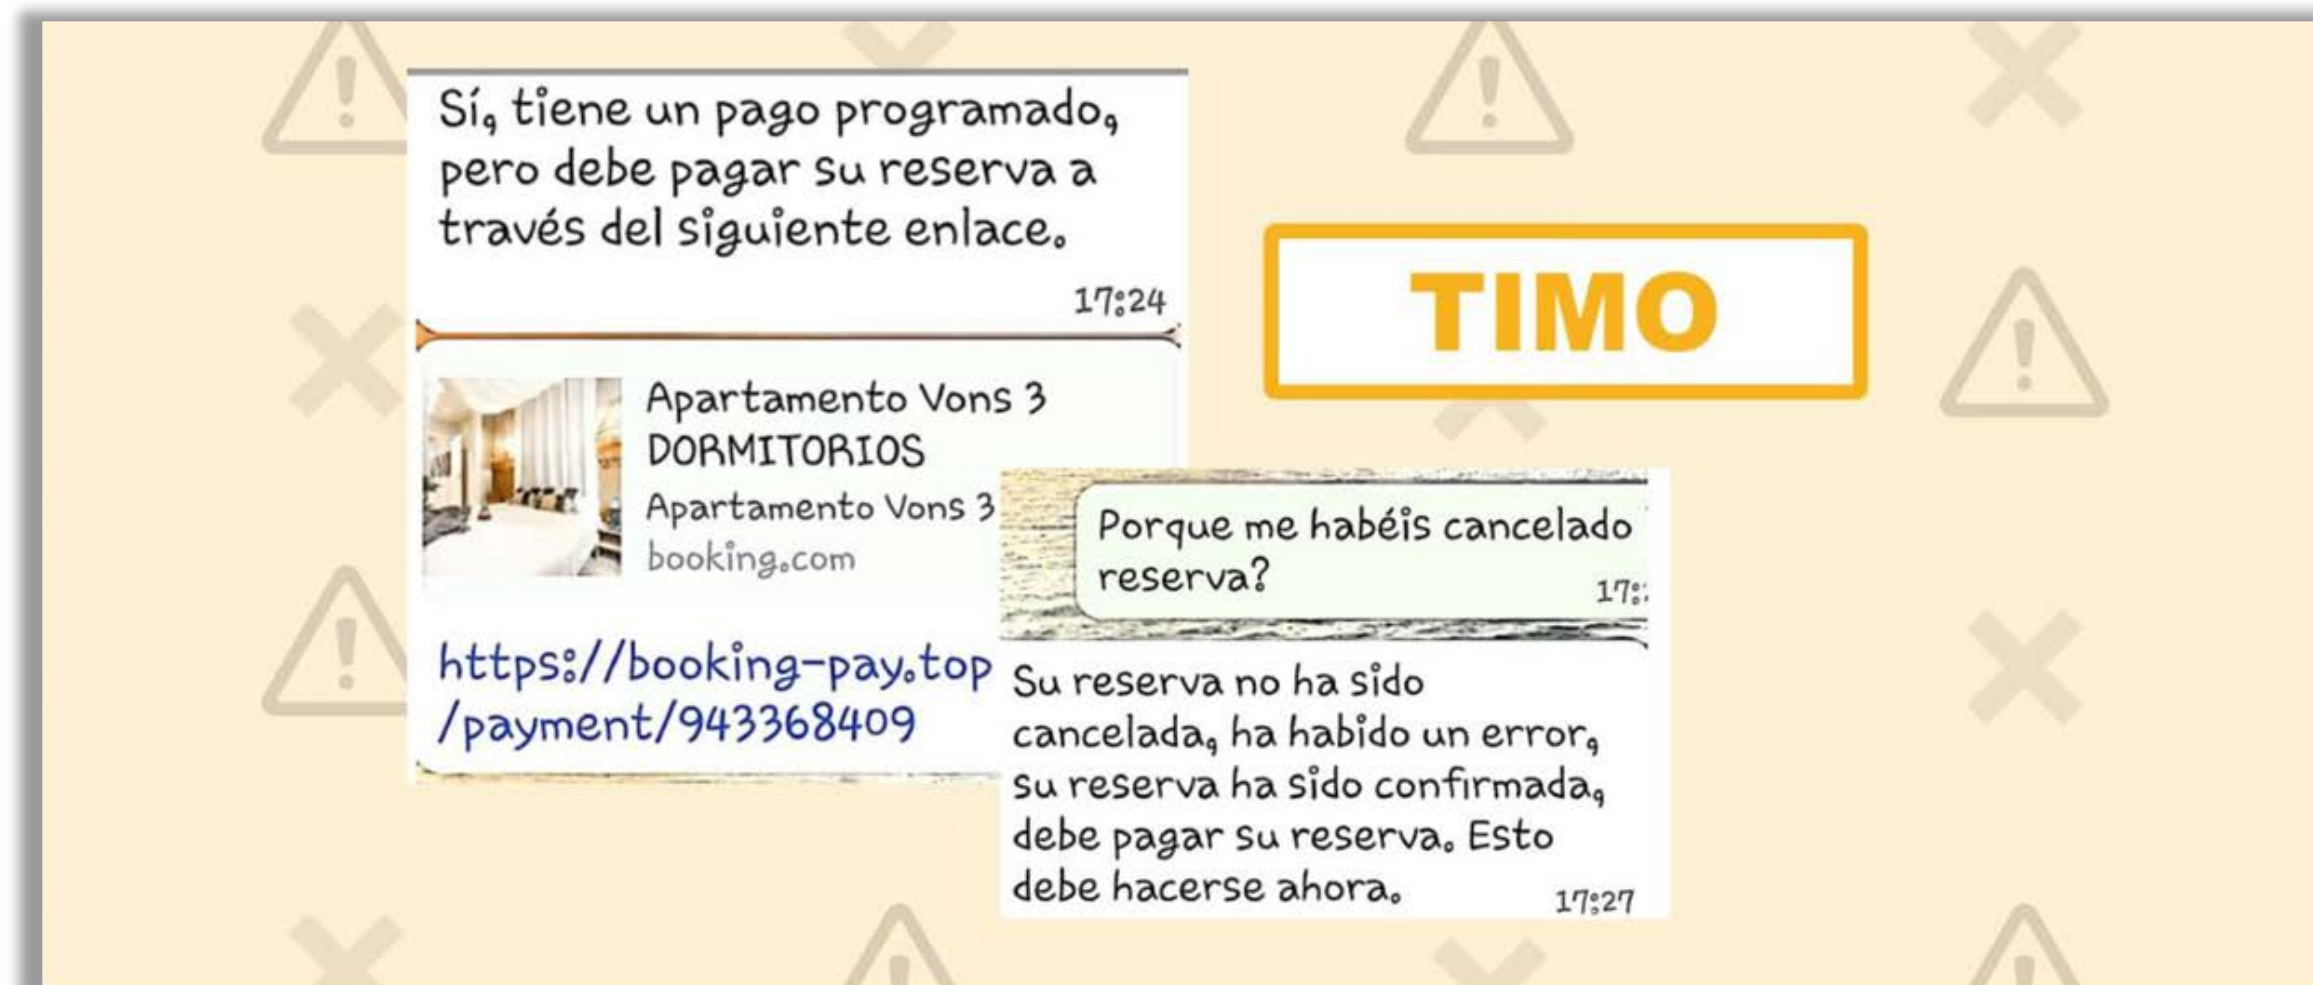 Sí, tiene un pago programado,
pero debe pagar su reserva a
través del siguiente enlace.
17:24
Apartamento Vons 3
DORMITORIOS
Apartamento Vons 3
booking.com
https://booking-pay.top
/payment/943368409
TIMO
Porque me habéis cancelado
reserva?
17:
Su reserva no ha sido
cancelada, ha habido un error,
su reserva ha sido confirmada,
debe pagar su reserva. Esto
debe hacerse ahora.
17:27